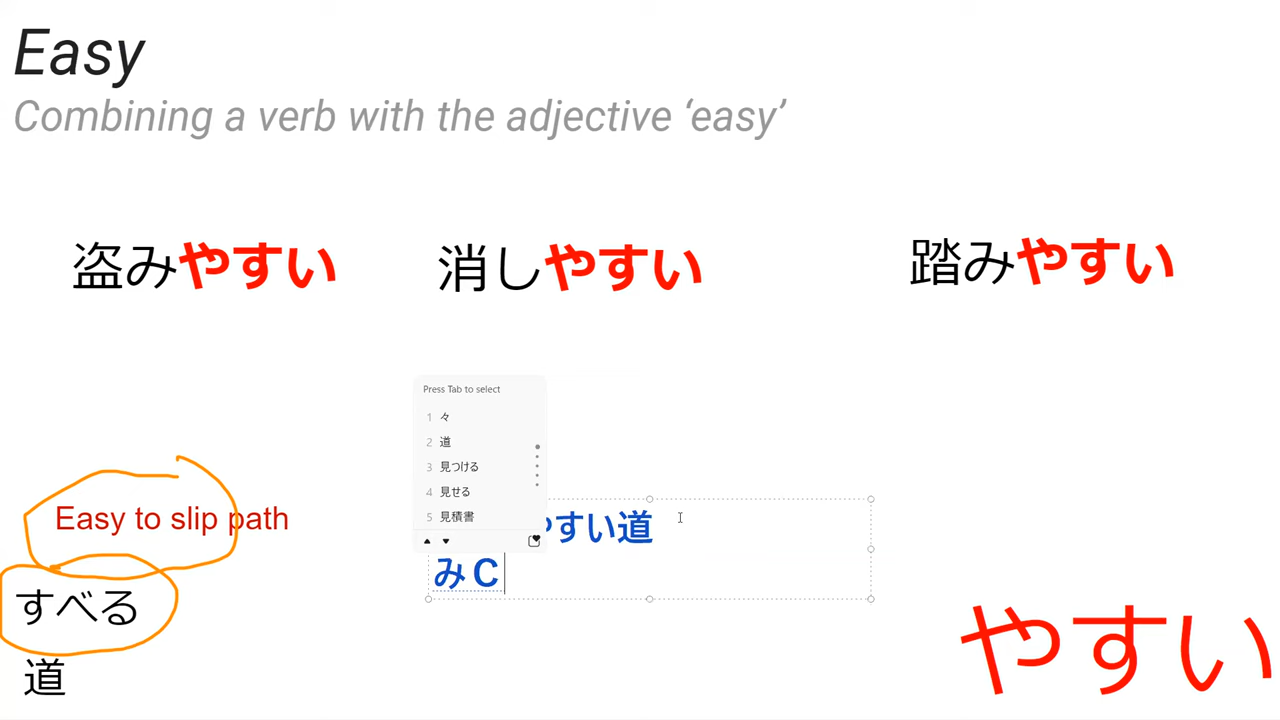 Easy
Combining a verb with the adjective ‘easy’
盗みやすい
消しやすい
踏みやすい
Press Tab to select
1 々
2 道
3 見つける
4 見せる
5 見積書
Easy to slip path
すい道
みC
すべる
道
やすい